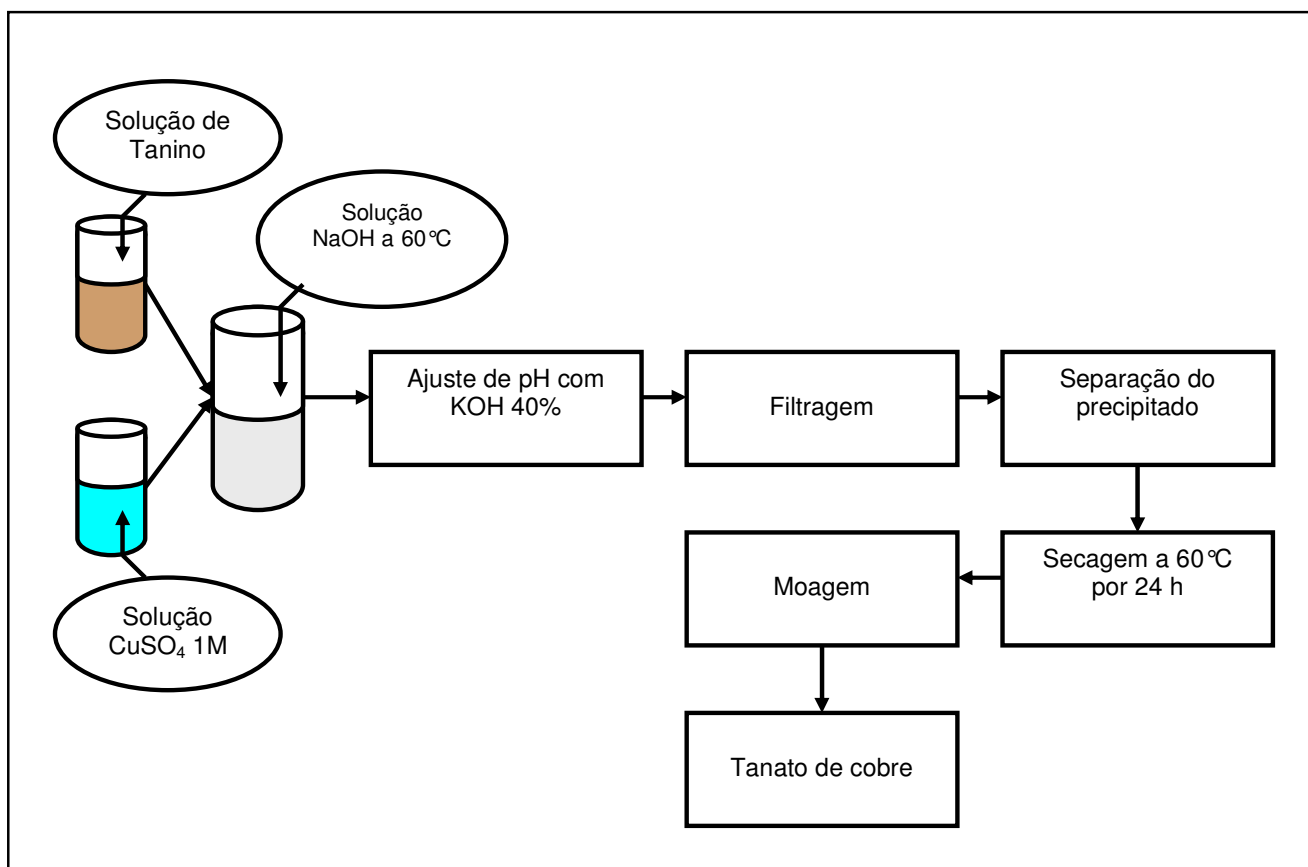 Solução de
Tanino
Solução
NaOH a 60°C
Ajuste de pH com
KOH 40%
Filtragem
Separação do
precipitado
Solução
CuSO₄ 1M
Moagem
Secagem a 60°C
por 24 h
Tanato de cobre